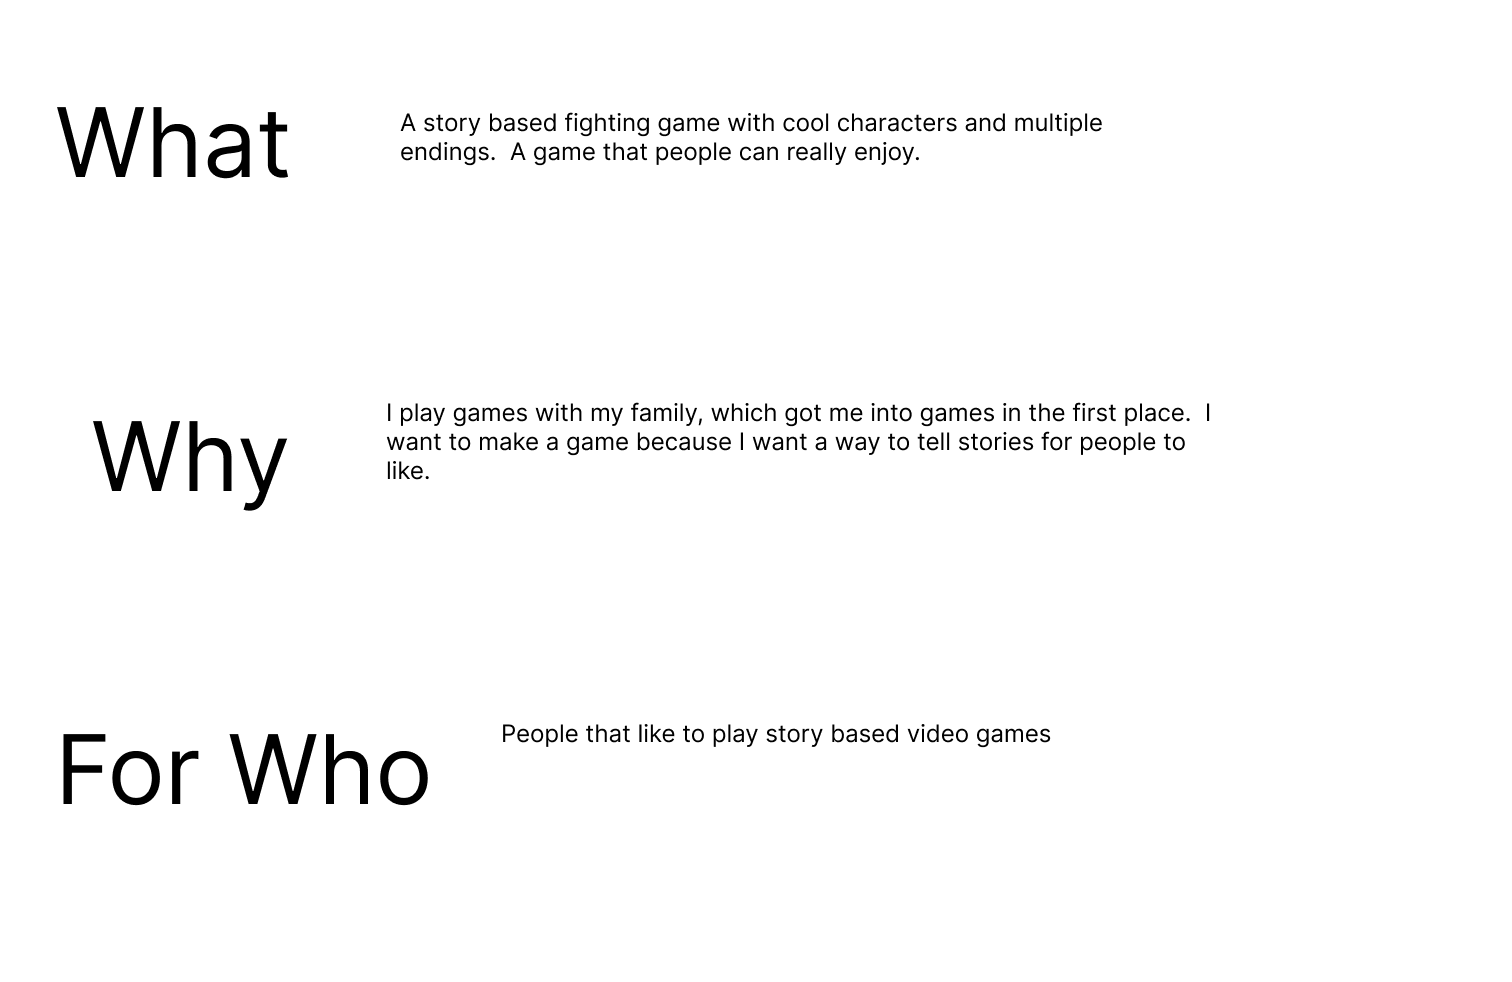 What
A story based fighting game with cool characters and multiple
endings.  A game that people can really enjoy.
Why
I play games with my family, which got me into games in the first place.  I
want to make a game because I want a way to tell stories for people to
like.
For Who
People that like to play story based video games